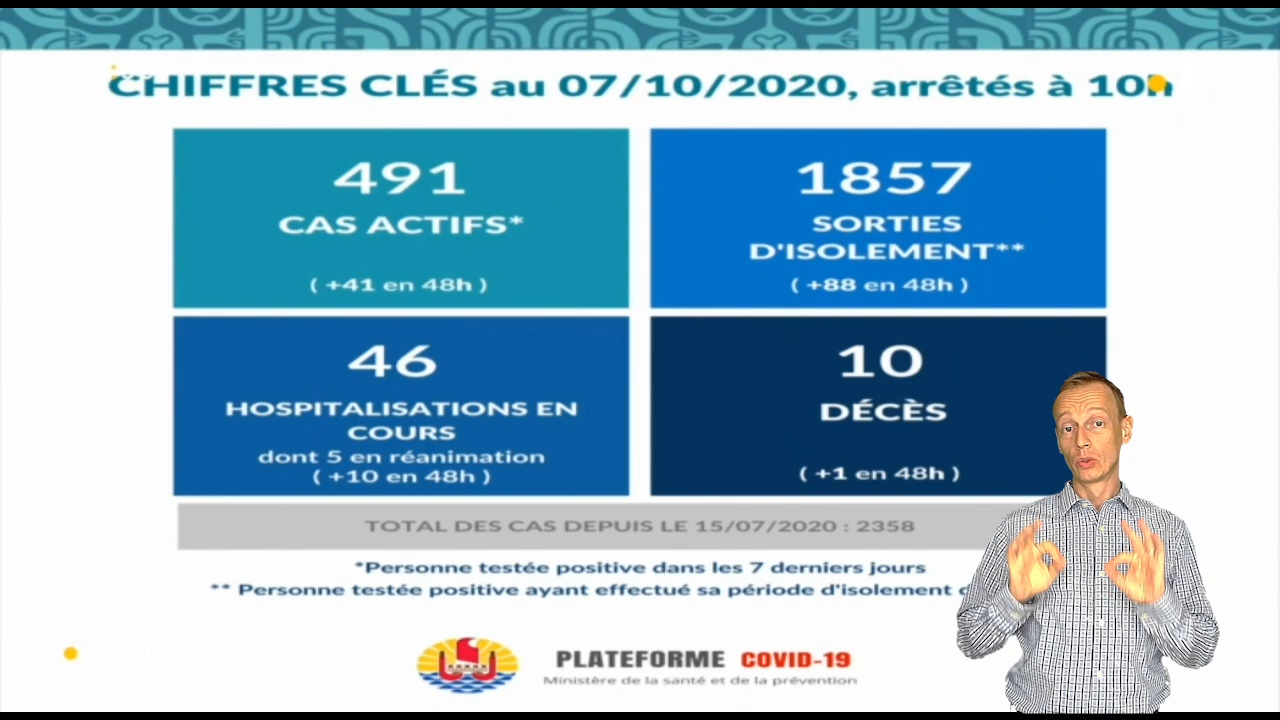 CHIFFRES CLÉS au 07/10/2020, arrêtés à 10h
491
CAS ACTIFS*
( +41 en 48h )
1857
SORTIES
D'ISOLEMENT**
( +88 en 48h )
46
HOSPITALISATIONS EN
COURS
dont 5 en réanimation
( +10 en 48h )
10
DÉCÈS
( +1 en 48h )
TOTAL DES CAS DEPUIS LE 15/07/2020 : 2358
*Personne testée positive dans les 7 derniers jours
** Personne testée positive ayant effectué sa période d'isolement
PLATEFORME COVID-19
Ministère de la santé et de la prévention